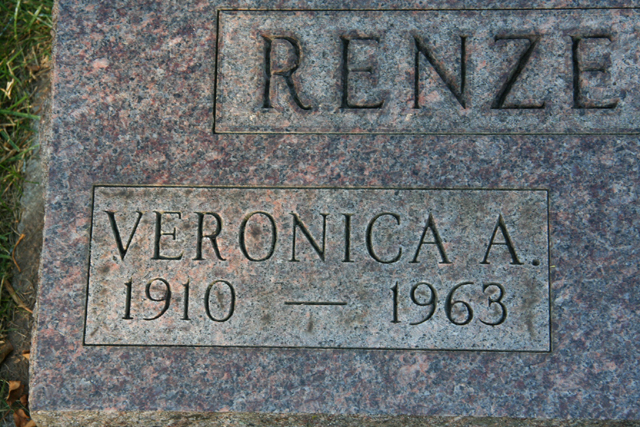 RENZE
VERONICA A.
1910 — 1963